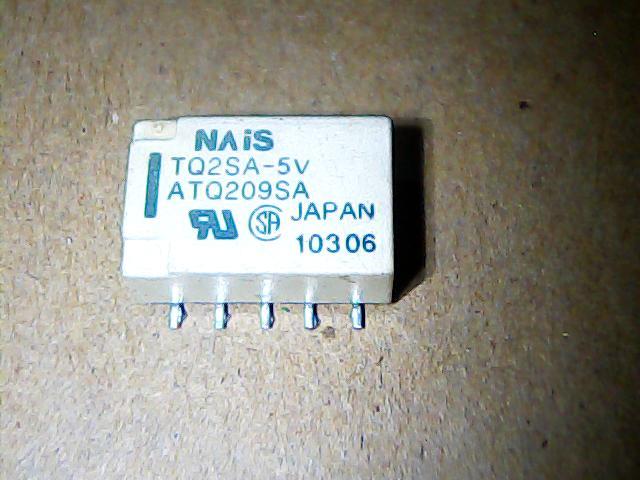 NAiS
TQ2SA-5V
ATQ209SA
JAPAN
10306